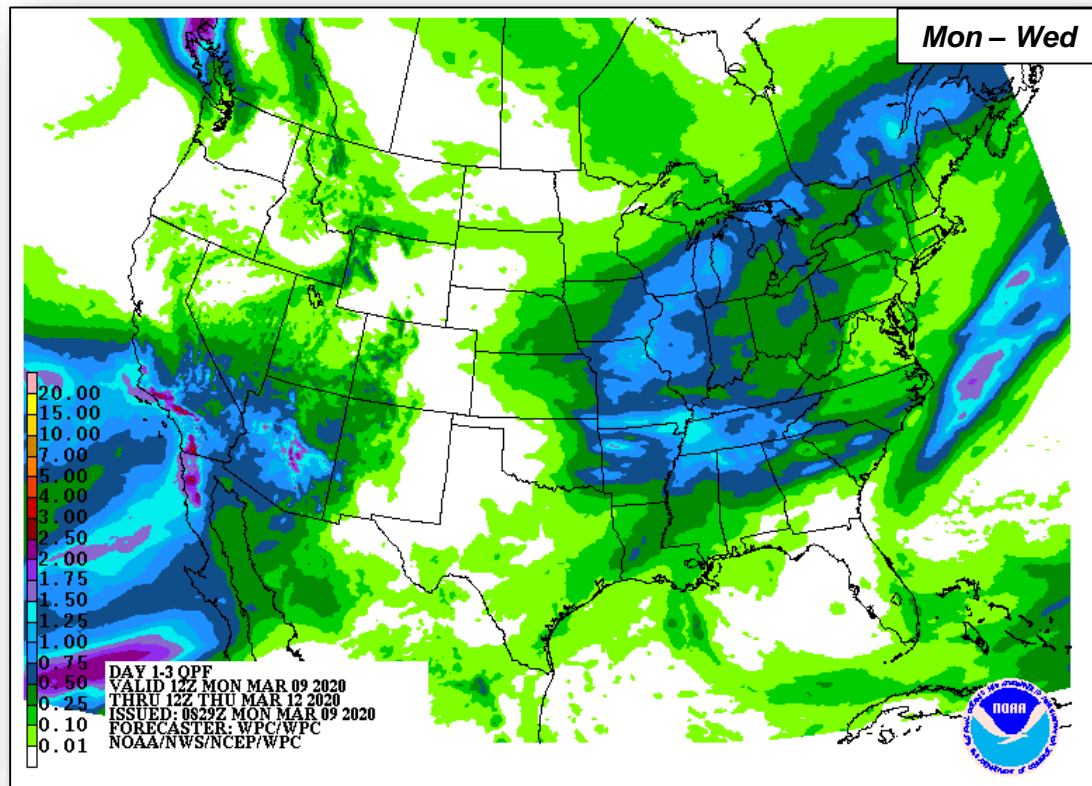 Mon – Wed
20.00
15.00
10.00
7.00
5.00
4.00
3.00
2.50
2.00
1.75
1.50
1.25
1.00
0.75
0.50
0.25
0.10
0.01
DAY 1-3 QPF
VALID 12Z MON MAR 09 2020
THRU 12Z THU MAR 12 2020
ISSUED: 0829Z MON MAR 09 2020
FORECASTER: WPC/WPC
NOAA/NWS/NCEP/WPC
NOAA